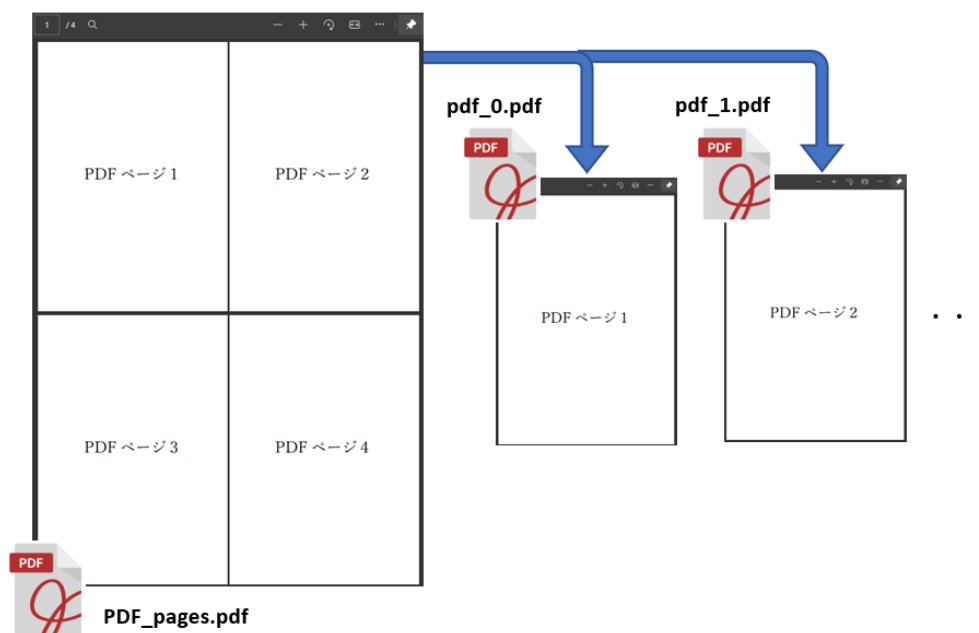 1 /4
pdf_0.pdf
pdf_1.pdf
PDF
PDF
PDF ページ 1
PDF ページ 2
PDF ページ 1
PDF ページ 2
PDF ページ 3
PDF ページ 4
PDF
PDF_pages.pdf
. .